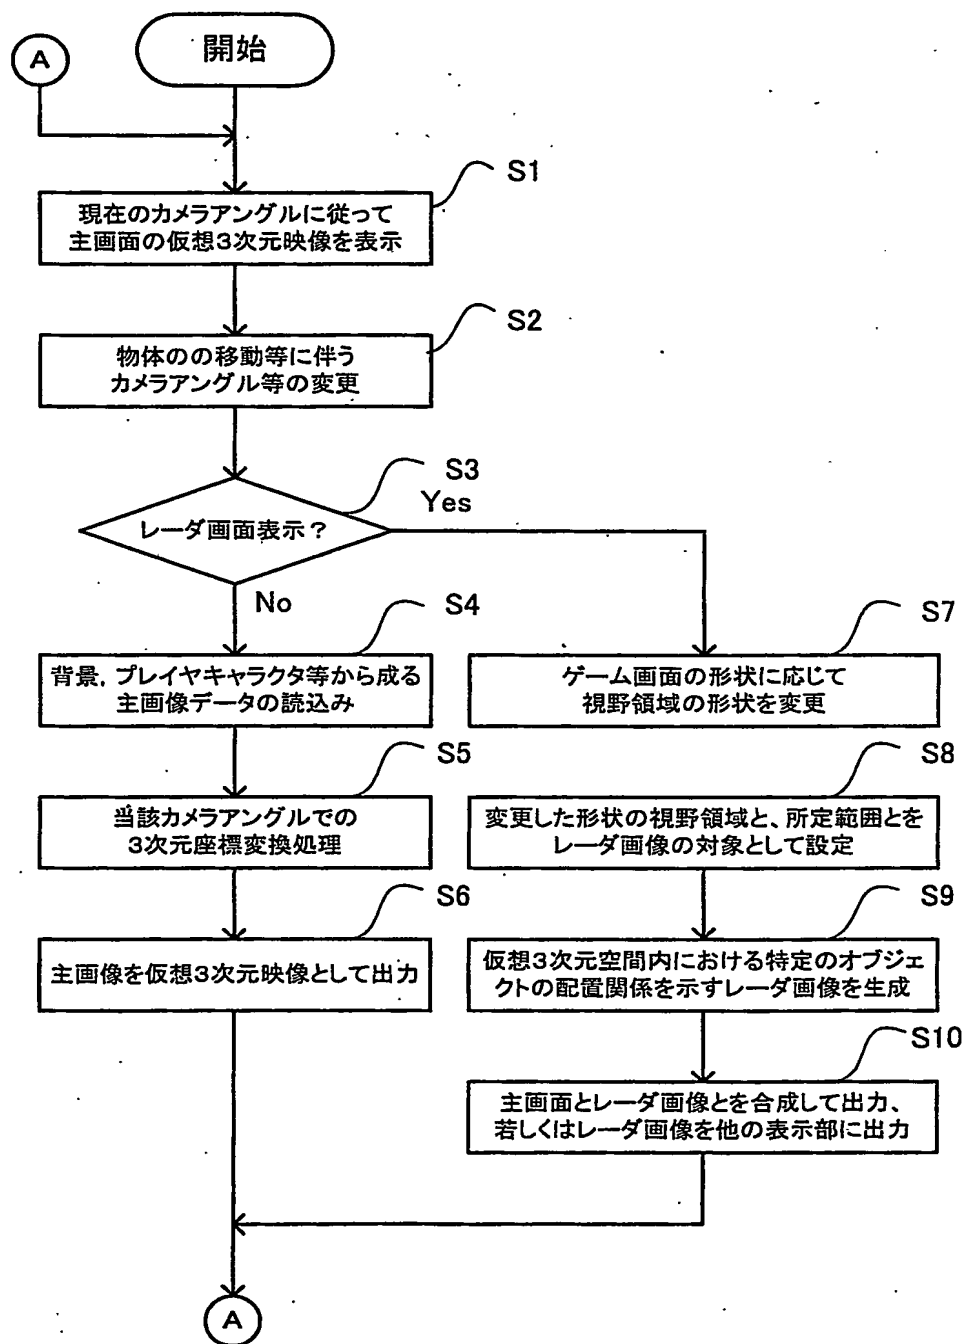 A
開始
S1
現在のカメラアングルに従って
主画面の仮想3次元映像を表示
S2
物体のの移動等に伴う
カメラアングル等の変更
S3
レーダ画面表示?
Yes
No
S4
背景，プレイヤキャラクタ等から成る
主画像データの読込み
S5
当該カメラアングルでの
3次元座標変換処理
S6
主画像を仮想3次元映像として出力
S7
ゲーム画面の形状に応じて
視野領域の形状を変更
S8
変更した形状の視野領域と、所定範囲とを
レーダ画像の対象として設定
S9
仮想3次元空間内における特定のオブジェ
クトの配置関係を示すレーダ画像を生成
S10
主画面とレーダ画像とを合成して出力、
若しくはレーダ画像を他の表示部に出力
A